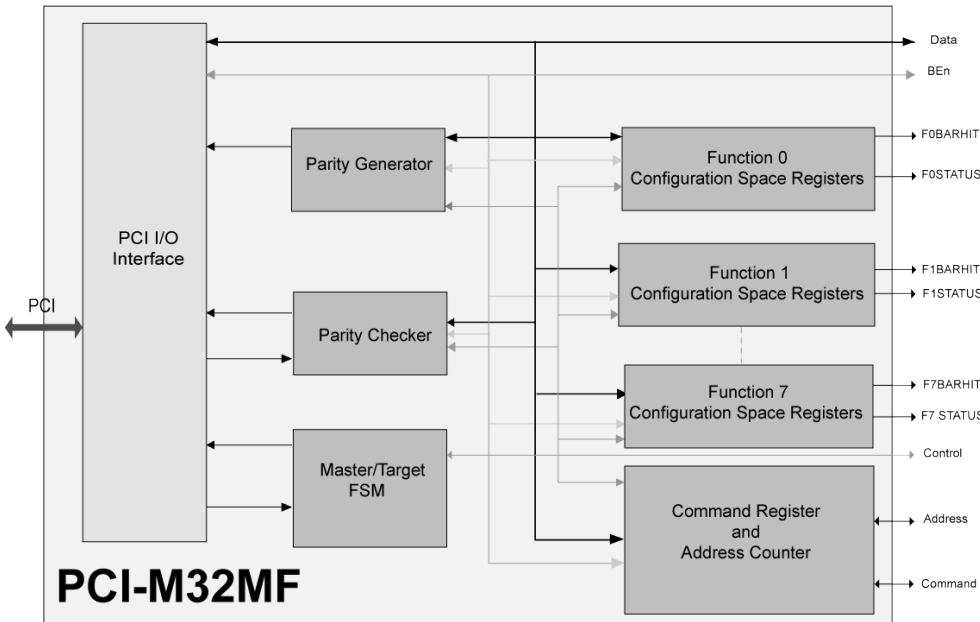 Data
BEn
Parity Generator
Function 0
Configuration Space Registers
F0BARHIT
F0STATUS
PCI I/O
Interface
Function 1
Configuration Space Registers
F1BARHIT
F1STATUS
PCI
Parity Checker
Function 7
Configuration Space Registers
F7BARHIT
F7 STATUS
Master/Target
FSM
Control
Command Register
and
Address Counter
Address
Command
PCI-M32MF